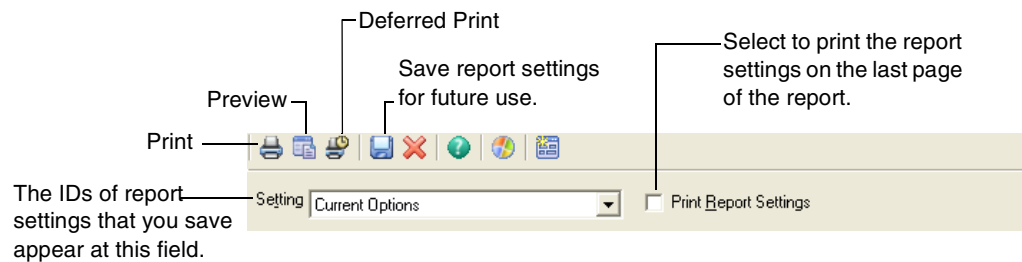 Deferred Print
Select to print the report
settings on the last page
of the report.
Save report settings
for future use.
Preview
Print
The IDs of report
settings that you save
appear at this field.
Setting
Current Options
Print Report Settings